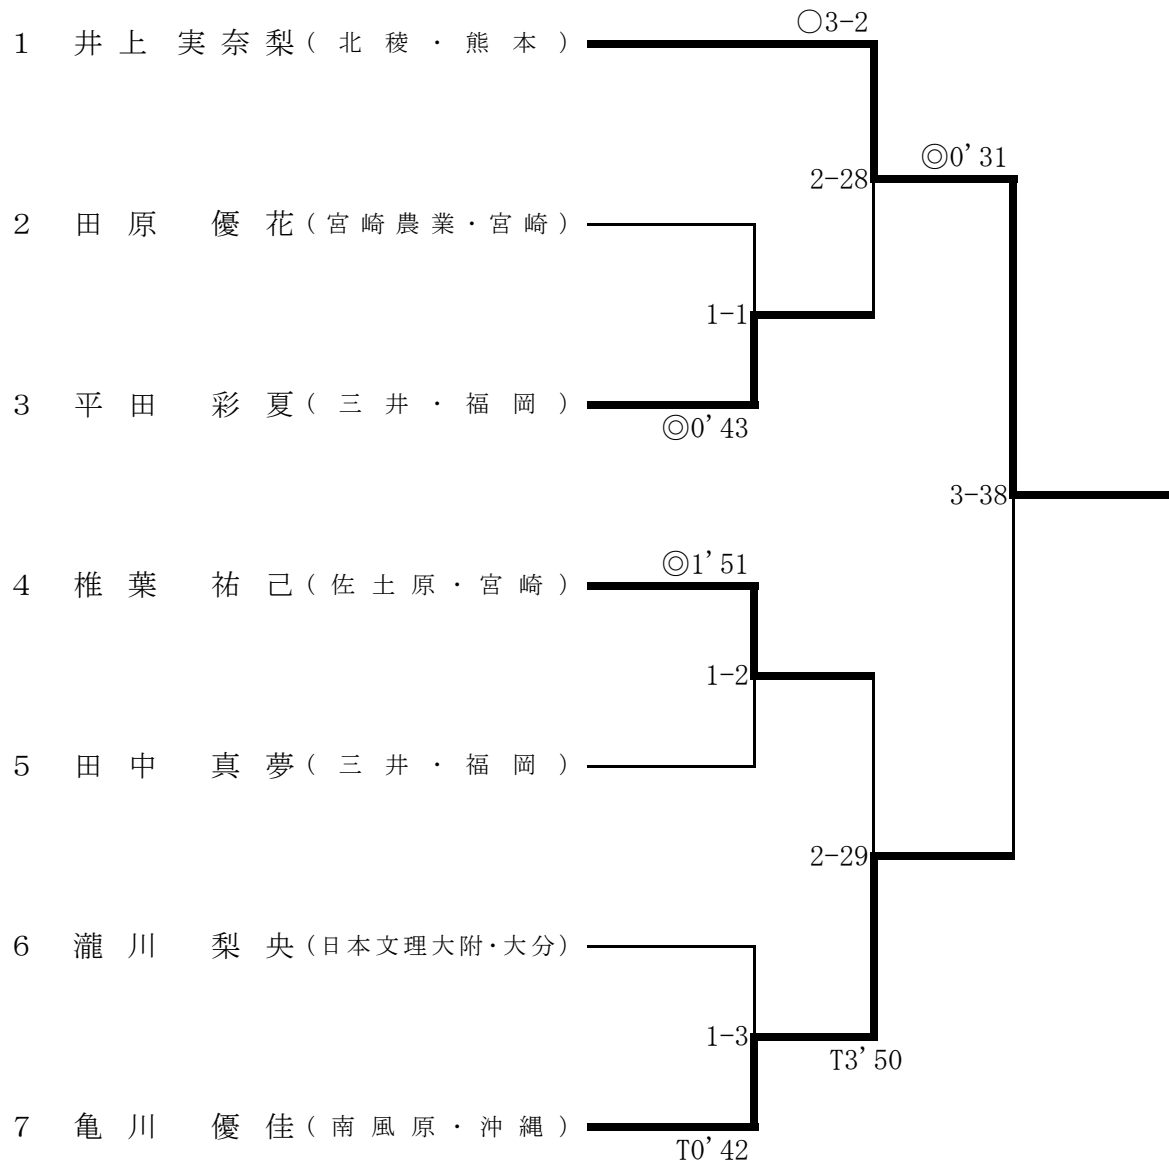 ○3-2
1 井上 実奈梨(北稜・熊本)
◎0’31
2-28
2 田原 優花(宮崎農業・宮崎)
1-1
3 平田 彩夏(三井・福岡)
◎0’43
3-38
◎1’51
4 椎葉 祐己(佐土原・宮崎)
1-2
5 田中 真夢(三井・福岡)
2-29
6 瀧川 梨央(日本文理大附・大分)
1-3
T3’50
7 亀川 優佳(南風原・沖縄)
T0’42